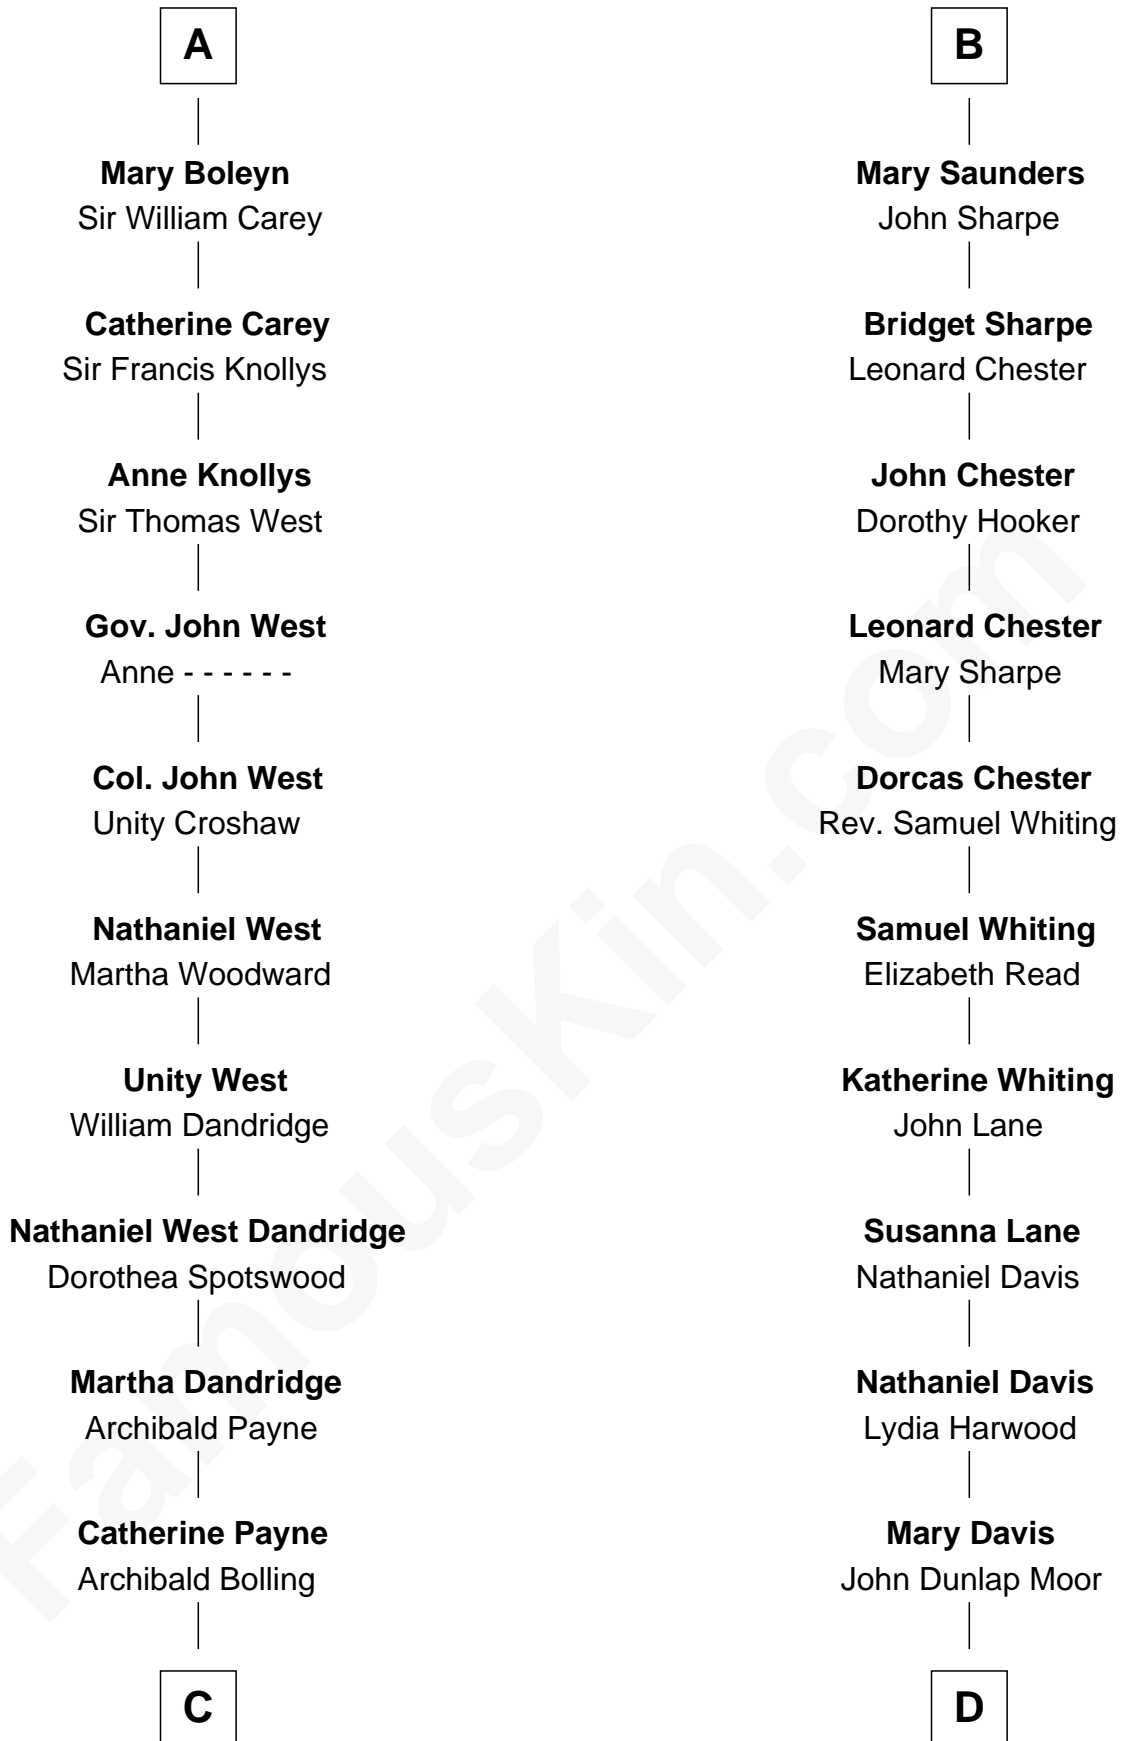 A
Mary Boleyn
Sir William Carey
Catherine Carey
Sir Francis Knollys
Anne Knollys
Sir Thomas West
Gov. John West
Anne - - - - - -
Col. John West
Unity Croshaw
Nathaniel West
Martha Woodward
Unity West
William Dandridge
Nathaniel West Dandridge
Dorothea Spotswood
Martha Dandridge
Archibald Payne
Catherine Payne
Archibald Bolling
C
B
Mary Saunders
John Sharpe
Bridget Sharpe
Leonard Chester
John Chester
Dorothy Hooker
Leonard Chester
Mary Sharpe
Dorcas Chester
Rev. Samuel Whiting
Samuel Whiting
Elizabeth Read
Katherine Whiting
John Lane
Susanna Lane
Nathaniel Davis
Nathaniel Davis
Lydia Harwood
Mary Davis
John Dunlap Moor
D
FamousKin.com